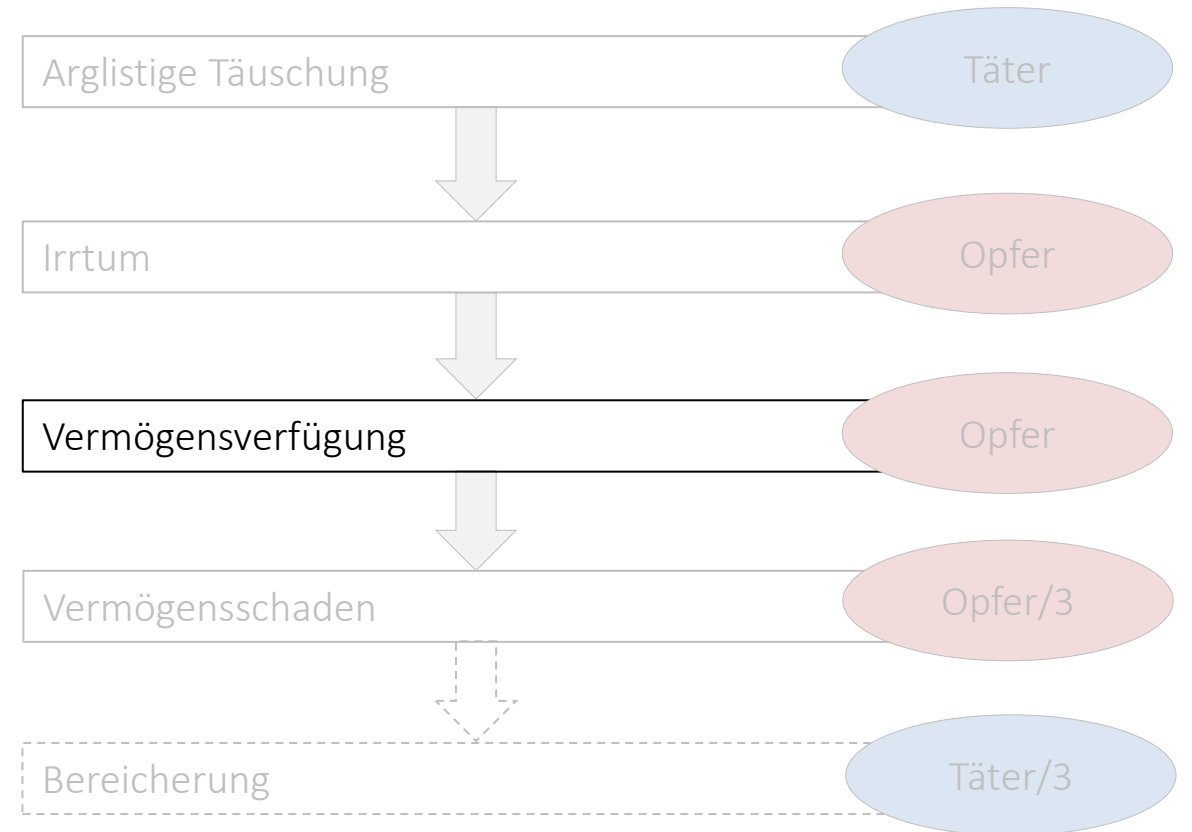 Arglistige Täuschung
Täter
Irrtum
Opfer
Vermögensverfügung
Opfer
Vermögensschaden
Opfer/3
Bereicherung
Täter/3